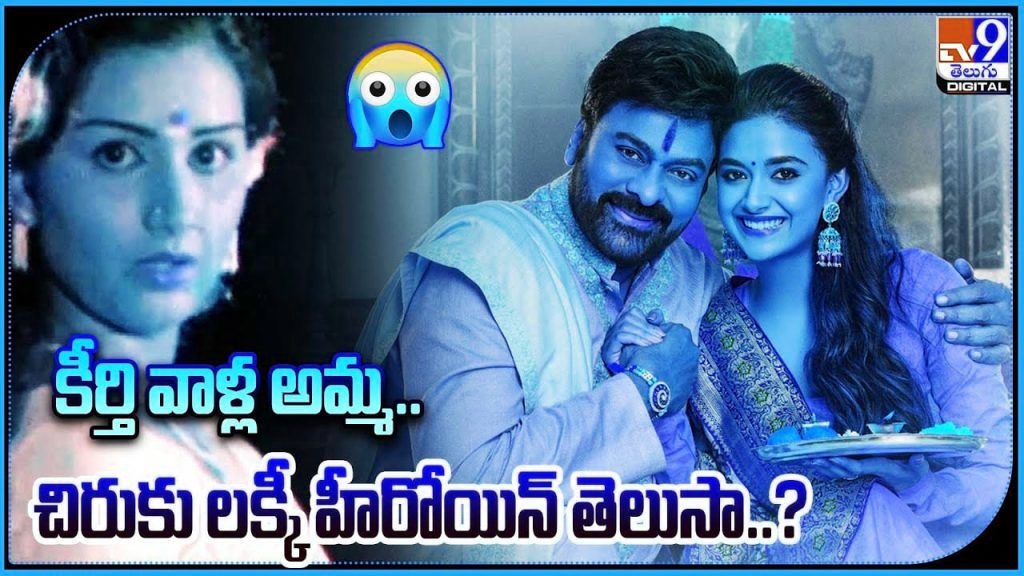 TV9
తెలుగు
DIGITAL
కీర్తి వాళ్ల అమ్మ..
చిరుకు లక్కీ హీరోయిన్ తెలుసా..?